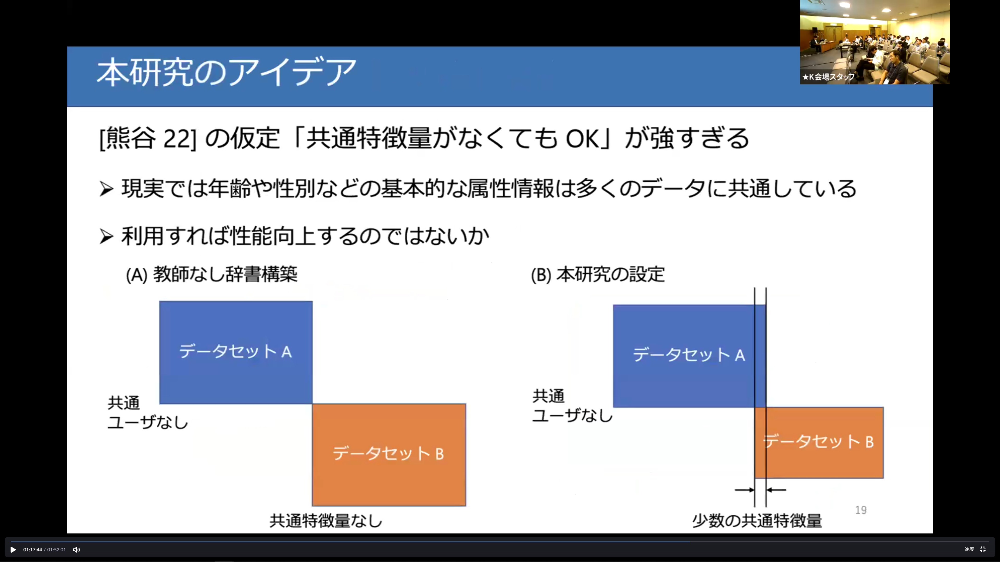 ★K会場スタッフ
本研究のアイデア
[熊谷 22] の仮定「共通特徴量がなくても OK」が強すぎる
➢ 現実では年齢や性別などの基本的な属性情報は多くのデータに共通している
➢ 利用すれば性能向上するのではないか
(A) 教師なし辞書構築
(B) 本研究の設定
データセット A
データセット A
共通
ユーザなし
共通
ユーザなし
データセット B
データセット B
共通特徴量なし
少数の共通特徴量
19
01:17:44 / 01:52:01
速度